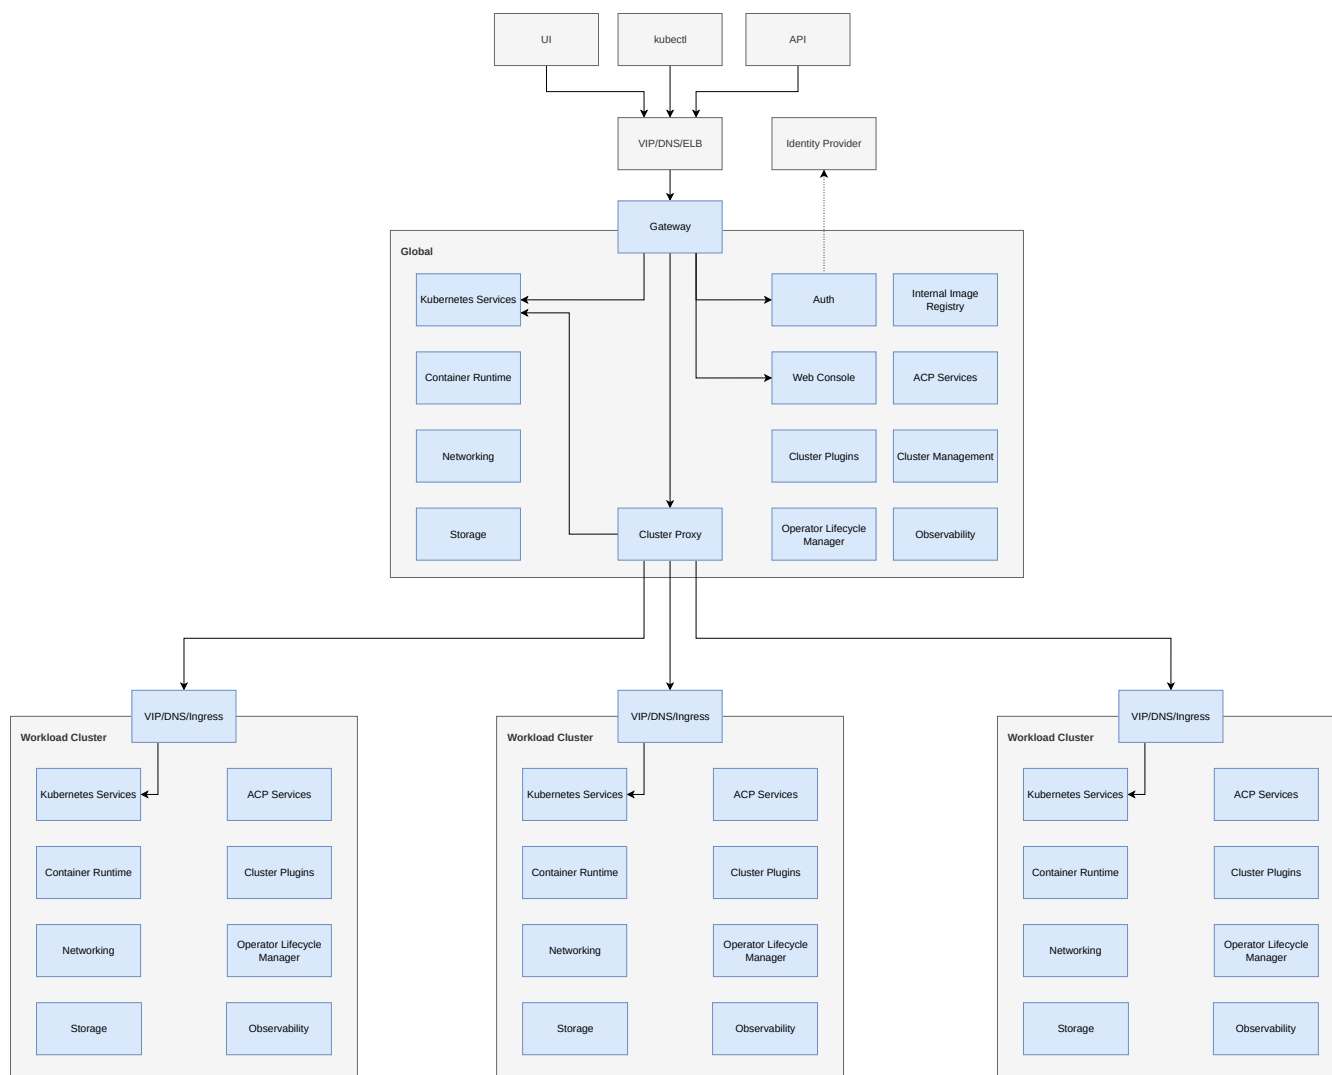 UI
kubectl
API
VIP/DNS/ELB
Identity Provider
Gateway
Global
Kubernetes Services
Auth
Internal Image
Registry
Container Runtime
Web Console
ACP Services
Networking
Cluster Plugins
Cluster Management
Storage
Cluster Proxy
Operator Lifecycle
Manager
Observability
VIP/DNS/Ingress
Workload Cluster
Kubernetes Services
ACP Services
Container Runtime
Cluster Plugins
Networking
Operator Lifecycle
Manager
Storage
Observability
VIP/DNS/Ingress
Workload Cluster
Kubernetes Services
ACP Services
Container Runtime
Cluster Plugins
Networking
Operator Lifecycle
Manager
Storage
Observability
VIP/DNS/Ingress
Workload Cluster
Kubernetes Services
ACP Services
Container Runtime
Cluster Plugins
Networking
Operator Lifecycle
Manager
Storage
Observability